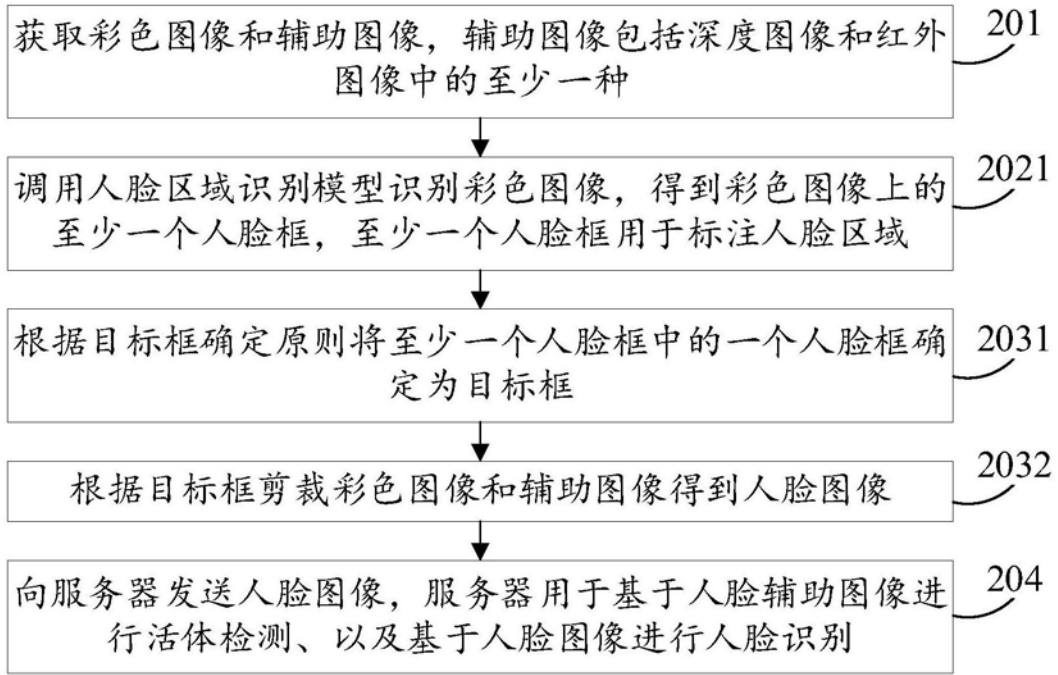 获取彩色图像和辅助图像，辅助图像包括深度图像和红外
图像中的至少一种
201
调用人脸区域识别模型识别彩色图像，得到彩色图像上的
至少一个人脸框，至少一个人脸框用于标注人脸区域
2021
根据目标框确定原则将至少一个人脸框中的一个人脸框确
定为目标框
2031
根据目标框剪裁彩色图像和辅助图像得到人脸图像
2032
向服务器发送人脸图像，服务器用于基于人脸辅助图像进
行活体检测、以及基于人脸图像进行人脸识别
204